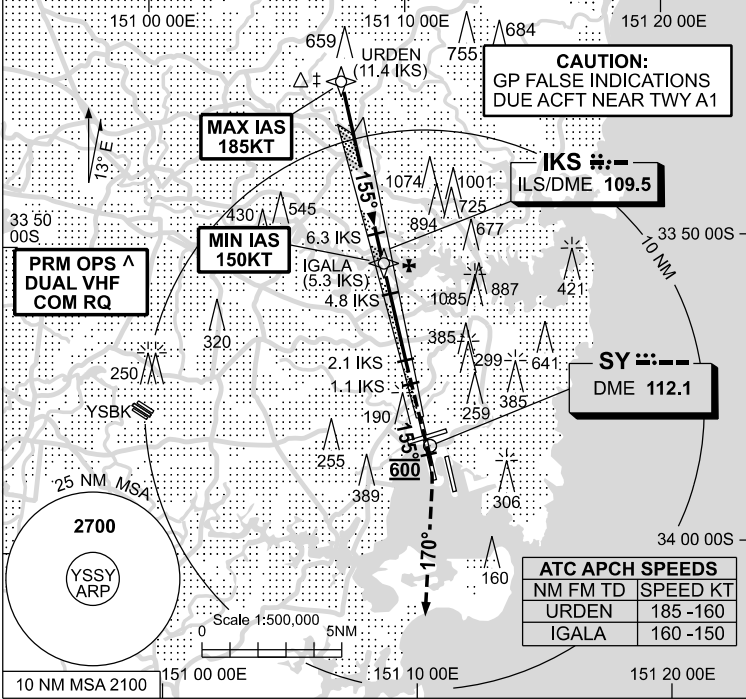 151 00 00E
151 10 00E
151 20 00E
659
URDEN
(11.4 IKS)
755
684
CAUTION:
GP FALSE INDICATIONS
DUE ACFT NEAR TWY A1
13° E
MAX IAS
185KT
155°
IKS
ILS/DME 109.5
1074
1001
725
894
677
430
545
33 50
00S
33 50 00S
MIN IAS
150KT
6.3 IKS
IGALA
(5.3 IKS)
4.8 IKS
10 NM
PRM OPS ^
DUAL VHF
COM RQ
1085
887
421
320
385
299
641
2.1 IKS
1.1 IKS
250
385
259
SY
DME 112.1
YSBK
190
155°
600
255
389
306
25 NM MSA
2700
YSSY
ARP
170°
160
34 00 00S
ATC APCH SPEEDS
NM FM TD SPEED KT
URDEN 185 -160
IGALA 160 -150
Scale 1:500,000
0 5NM
10 NM MSA 2100
151 00 00E
151 10 00E
151 20 00E